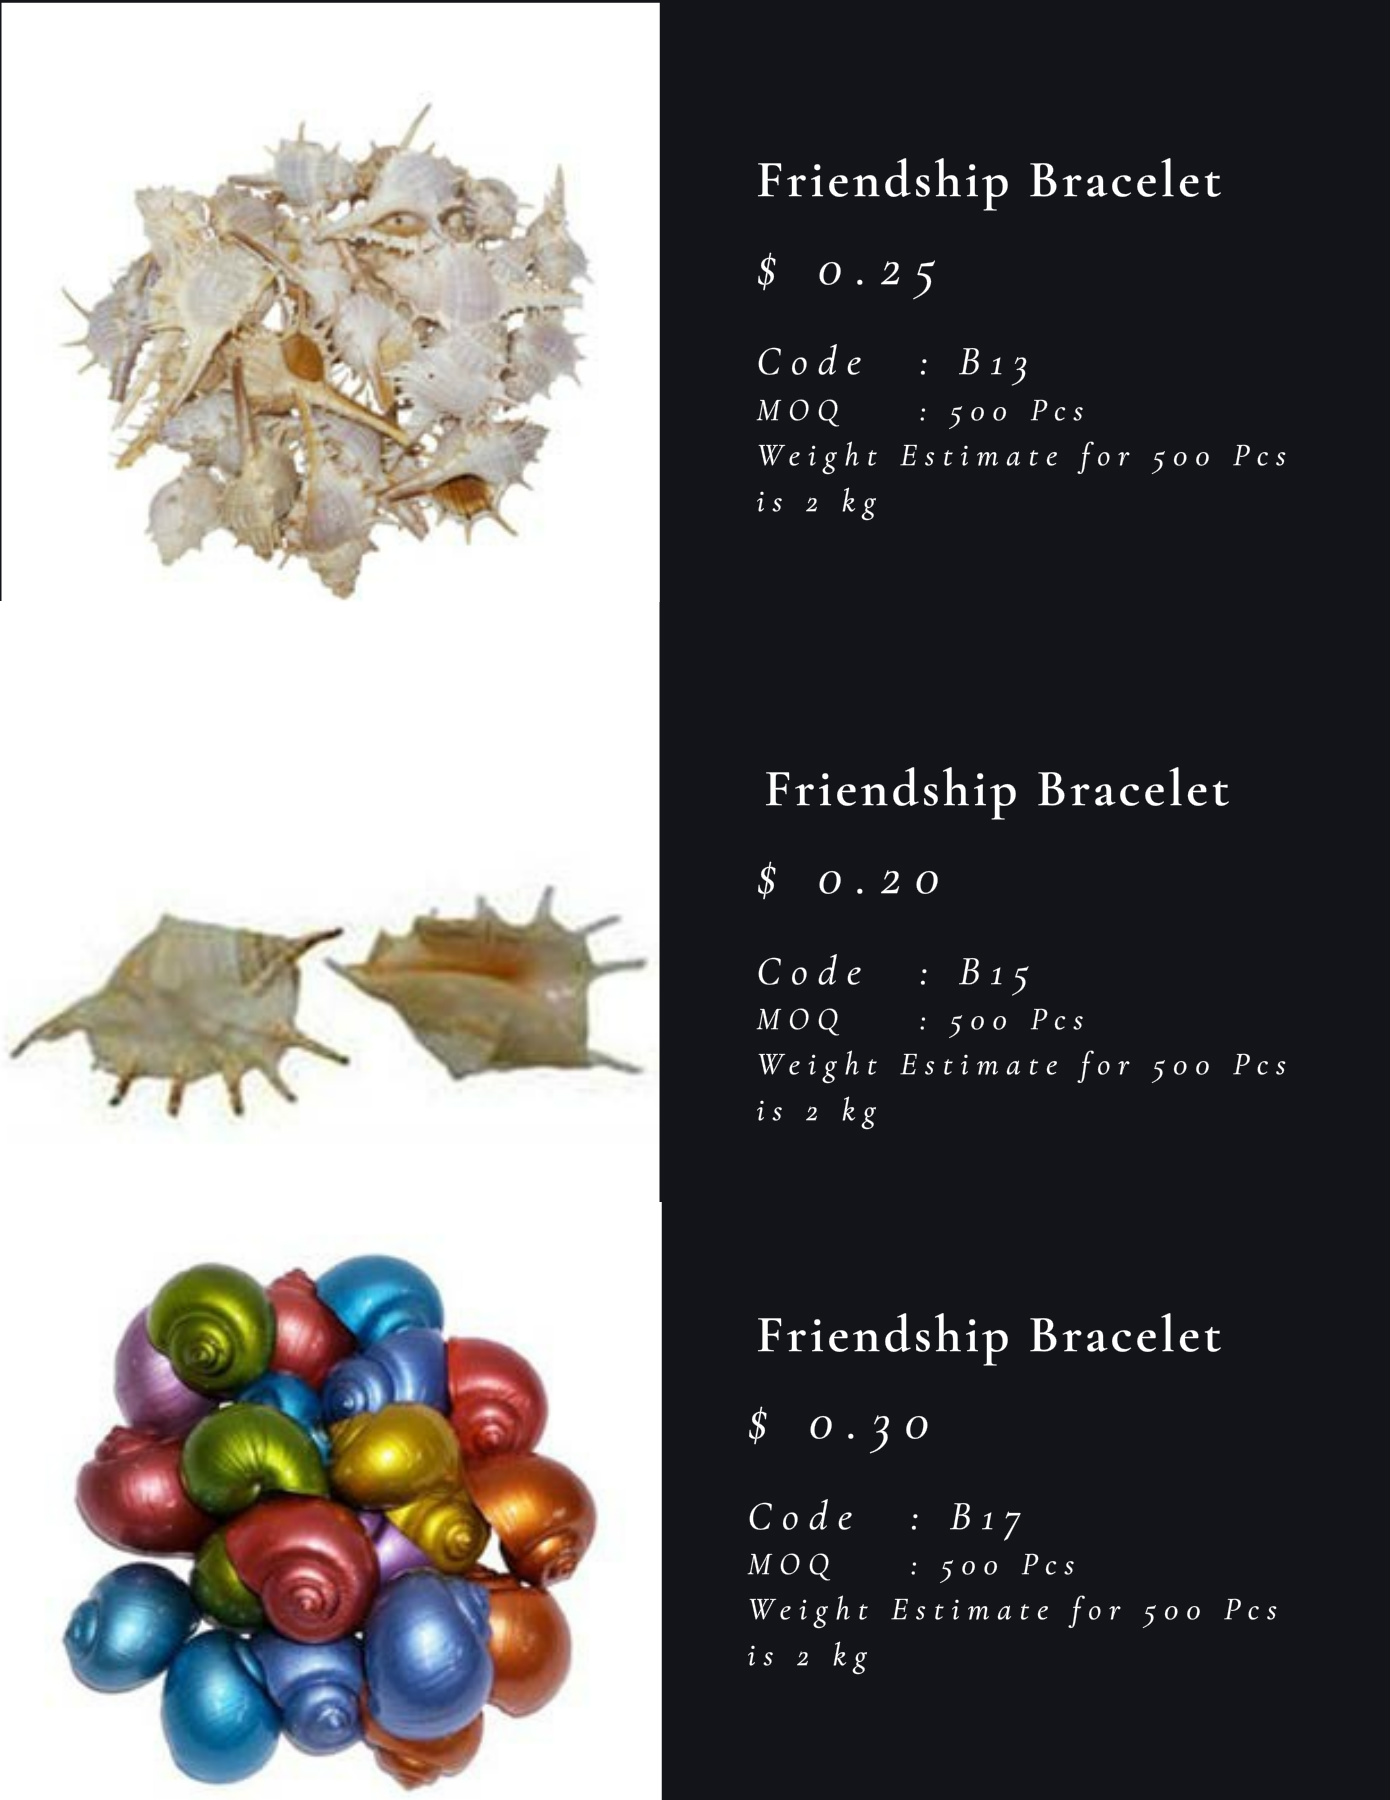 Friendship Bracelet
$ 0.25
Code : B13
MOQ : 500 Pcs
Weight Estimate for 500 Pcs
is 2 kg
Friendship Bracelet
$ 0.20
Code : B15
MOQ : 500 Pcs
Weight Estimate for 500 Pcs
is 2 kg
Friendship Bracelet
$ 0.30
Code : B17
MOQ : 500 Pcs
Weight Estimate for 500 Pcs
is 2 kg